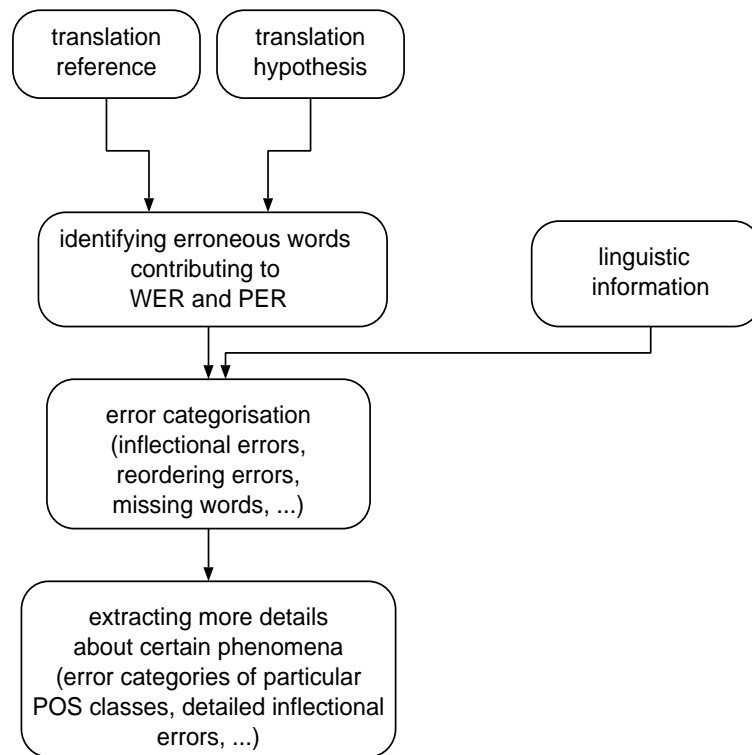 translation
reference
translation
hypothesis
identifying erroneous words
contributing to
WER and PER
linguistic
information
error categorisation
(inflectional errors,
reordering errors,
missing words, ...)
extracting more details
about certain phenomena
(error categories of particular
POS classes, detailed inflectional
errors, ...)